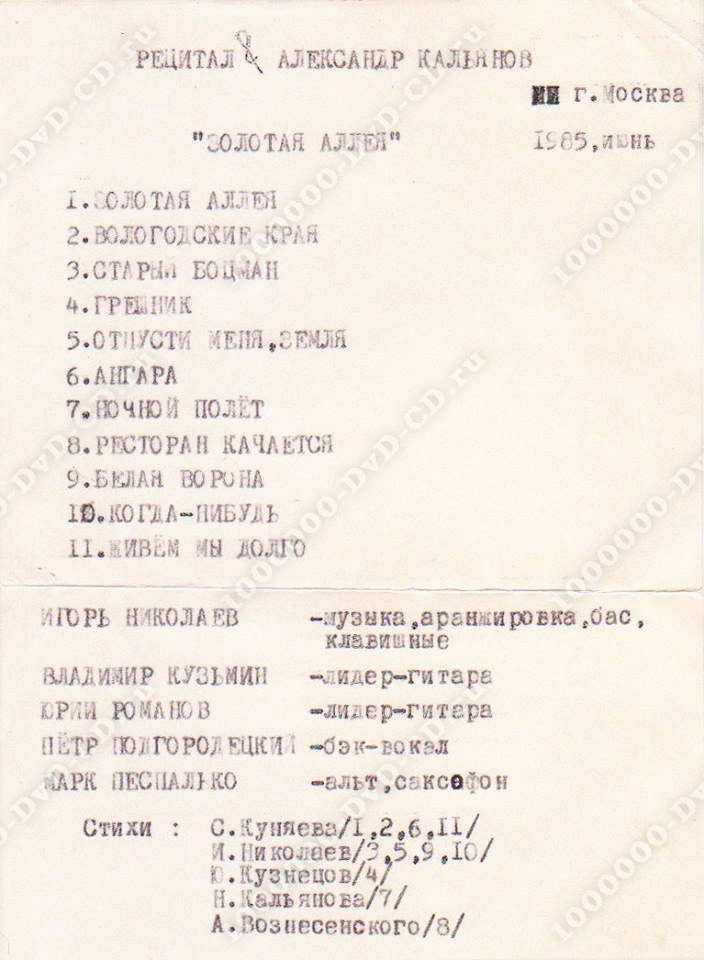 РЕЦИТАЛ & АЛЕКСАНДР КАЛЬЯНОВ
г.Москва
"ЗОЛОТАЯ АЛЛЕЯ" 1985,июнь
1.ЗОЛОТАЯ АЛЛЕЯ
2.ВОЛОГОДСКИЕ КРАЯ
3.СТАРЫЙ БОЦМАН
4.ГРЕШНИК
5.ОТПУСТИ МЕНЯ,ЗЕМЛЯ
6.АНГАРА
7.НОЧНОЙ ПОЛЁТ
8.РЕСТОРАН КАЧАЕТСЯ
9.БЕЛАЯ ВОРОНА
10.КОГДА-НИБУДЬ
11.ЖИВЁМ МЫ ДОЛГО
ИГОРЬ НИКОЛАЕВ -музыка,аранжировка,бас,
клавишные
ВЛАДИМИР КУЗЬМИН -лидер-гитара
ЮРИЙ РОМАНОВ -лидер-гитара
ПЁТР ПОДГОРОДЕЦКИЙ -бэк-вокал
МАРК ПЕСПАЛЬКО -альт,саксофон
Стихи : С.Куняева/1,2,6,11/
И.Николаев/3,5,9,10/
Ю.Кузнецов/4/
Н.Кальянова/7/
А.Вознесенского/8/
1000000-DVD-CD.ru